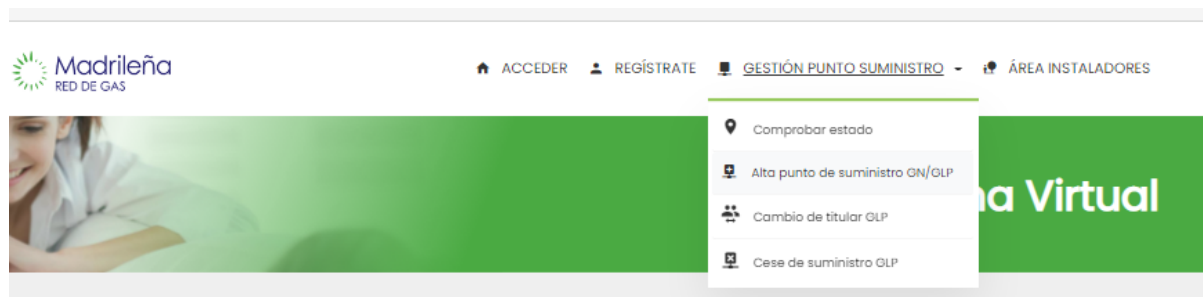 Madrileña
RED DE GAS
ACCEDER REGÍSTRATE GESTIÓN PUNTO SUMINISTRO ÁREA INSTALADORES
Comprobar estado
Alta punto de suministro GN/GLP
Cambio de titular GLP
Cese de suministro GLP
Virtual